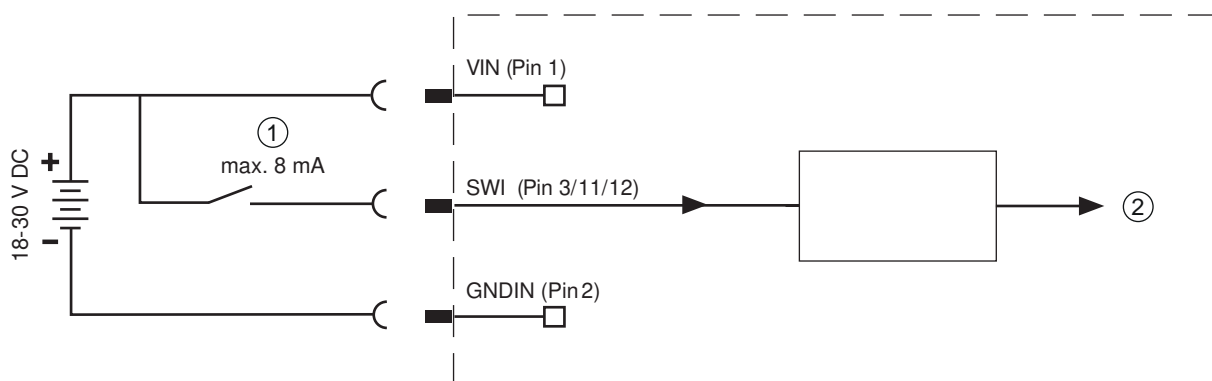 VIN (Pin 1)
①
max. 8 mA
18-30 V DC
+
-
SWI (Pin 3/11/12)
②
GNDIN (Pin 2)